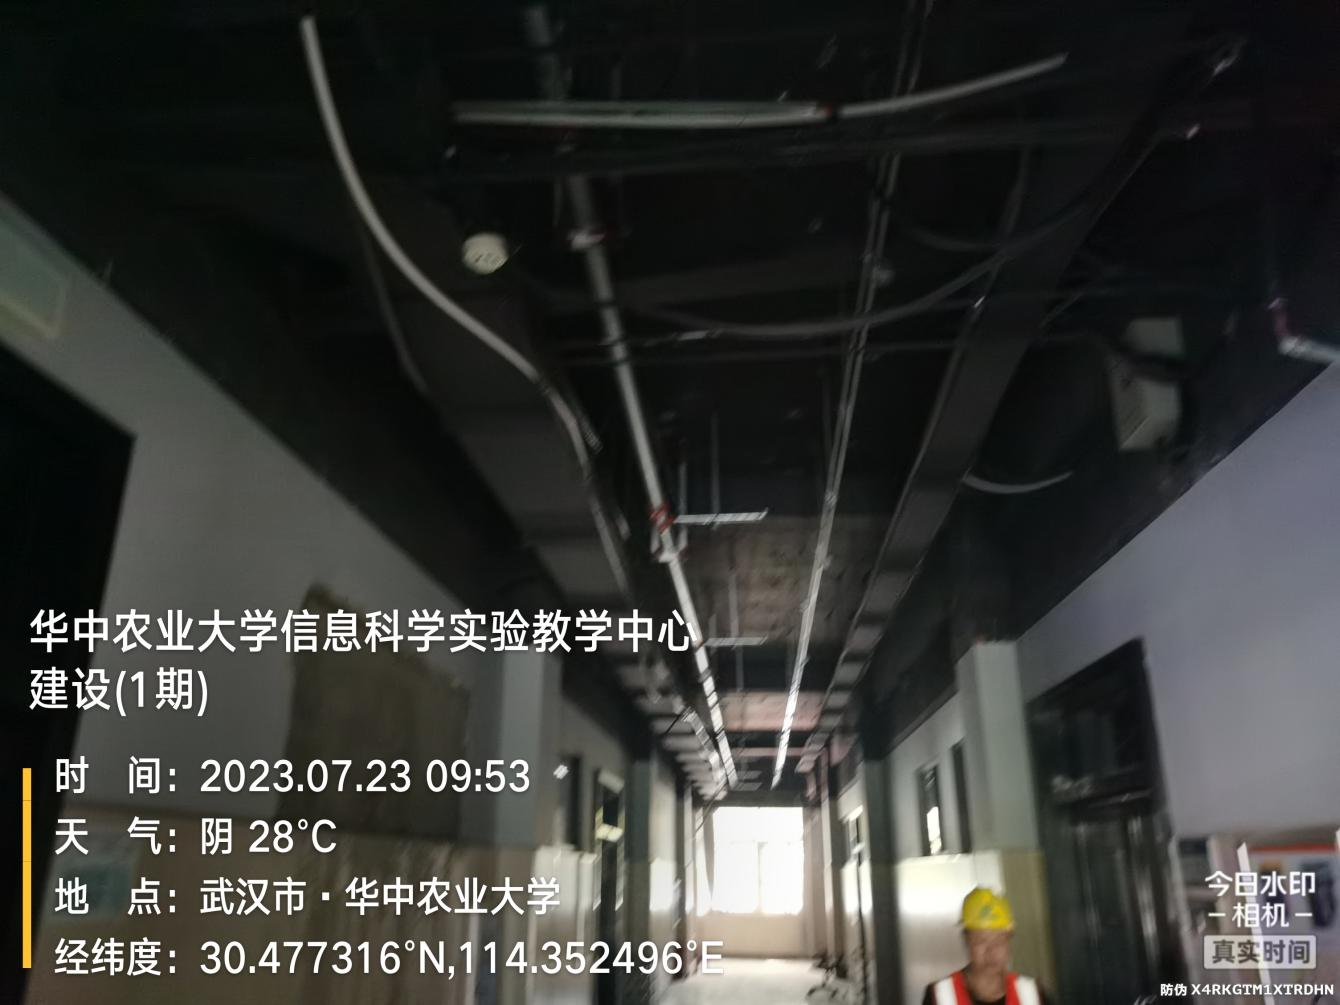 华中农业大学信息科学实验教学中心
建设(1期)
时 间：2023.07.23 09:53
天 气：阴 28°C
地 点：武汉市·华中农业大学
经纬度：30.477316°N,114.352496°E
今日水印
-相机-
真实时间
防伪 X4RKGTM1XTRDHN